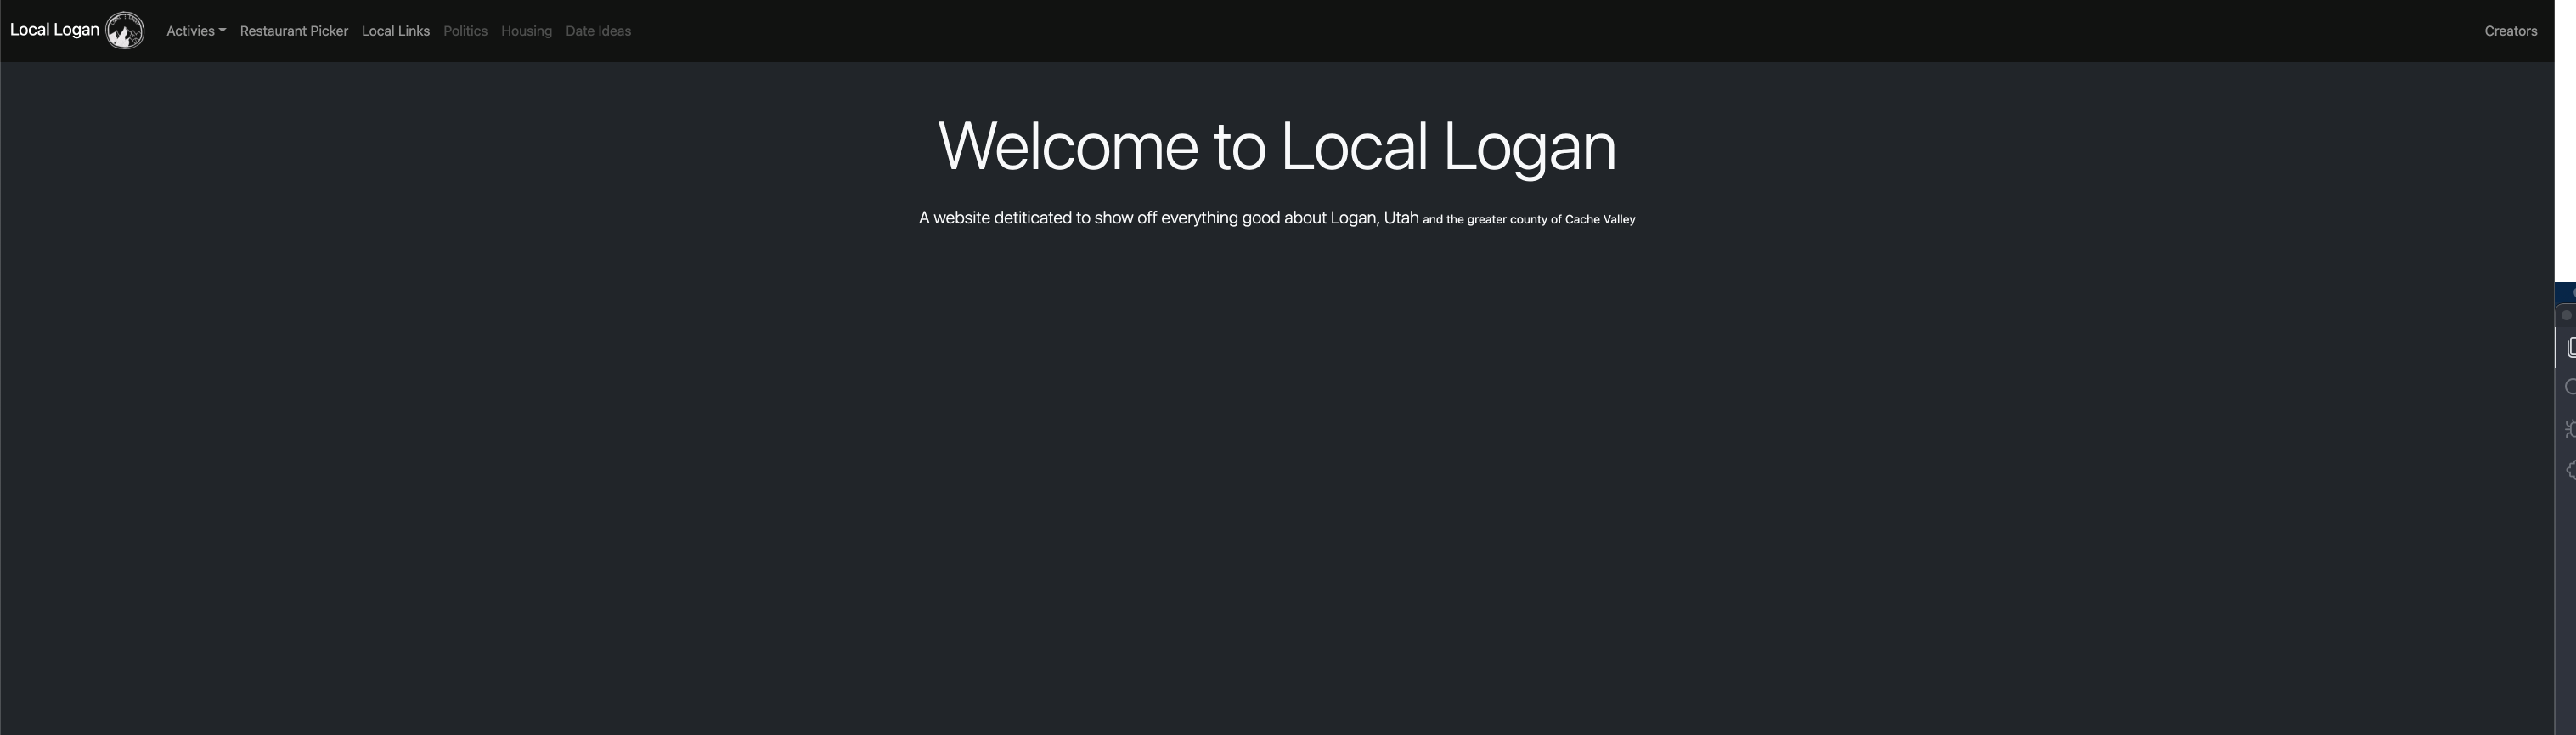 Local Logan Activies Restaurant Picker Local Links Politics Housing Date Ideas Creators
Welcome to Local Logan
A website detiticated to show off everything good about Logan, Utah and the greater county of Cache Valley